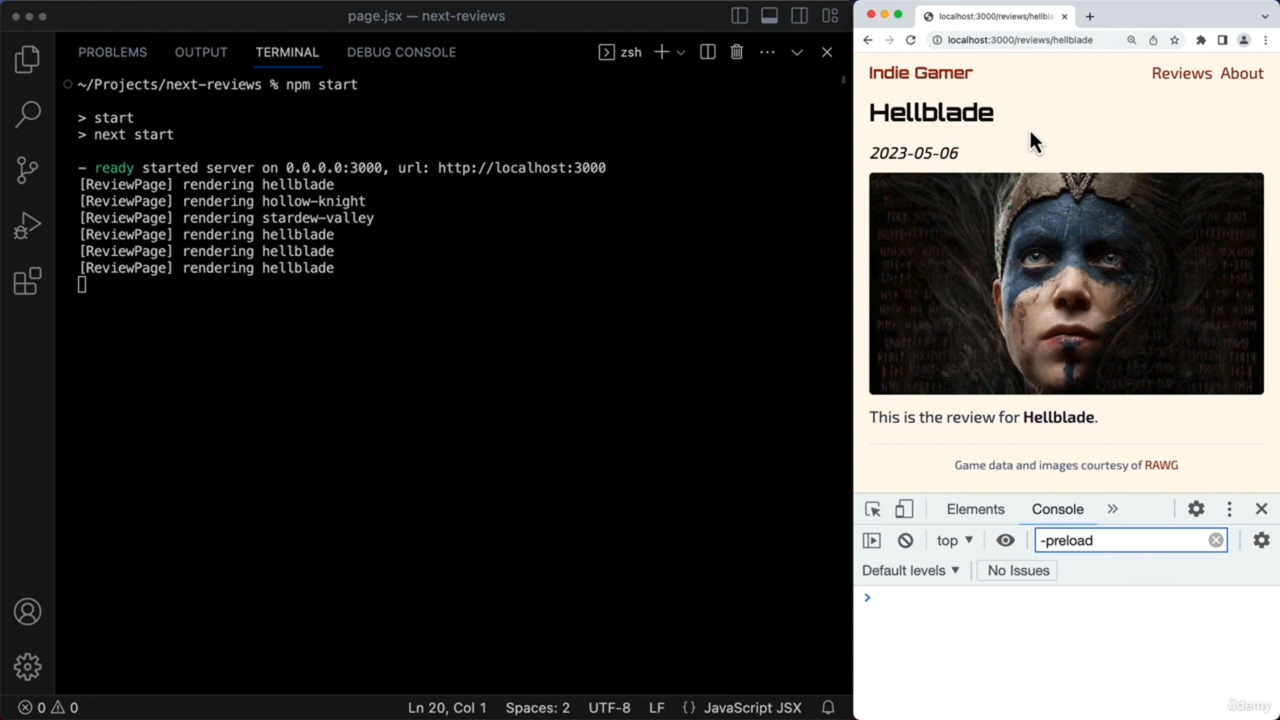 page.jsx — next-reviews
PROBLEMS OUTPUT TERMINAL DEBUG CONSOLE
zsh
~/Projects/next-reviews % npm start
> start
> next start
- ready started server on 0.0.0.0:3000, url: http://localhost:3000
[ReviewPage] rendering hellblade
[ReviewPage] rendering hollow-knight
[ReviewPage] rendering stardew-valley
[ReviewPage] rendering hellblade
[ReviewPage] rendering hellblade
[ReviewPage] rendering hellblade
0 0
Ln 20, Col 1 Spaces: 2 UTF-8 LF {} JavaScript JSX
localhost:3000/reviews/hellbla
localhost:3000/reviews/hellblade
Indie Gamer Reviews About
Hellblade
2023-05-06
This is the review for Hellblade.
Game data and images courtesy of RAWG
Elements Console »
top -preload
Default levels No Issues
>
ûdemy